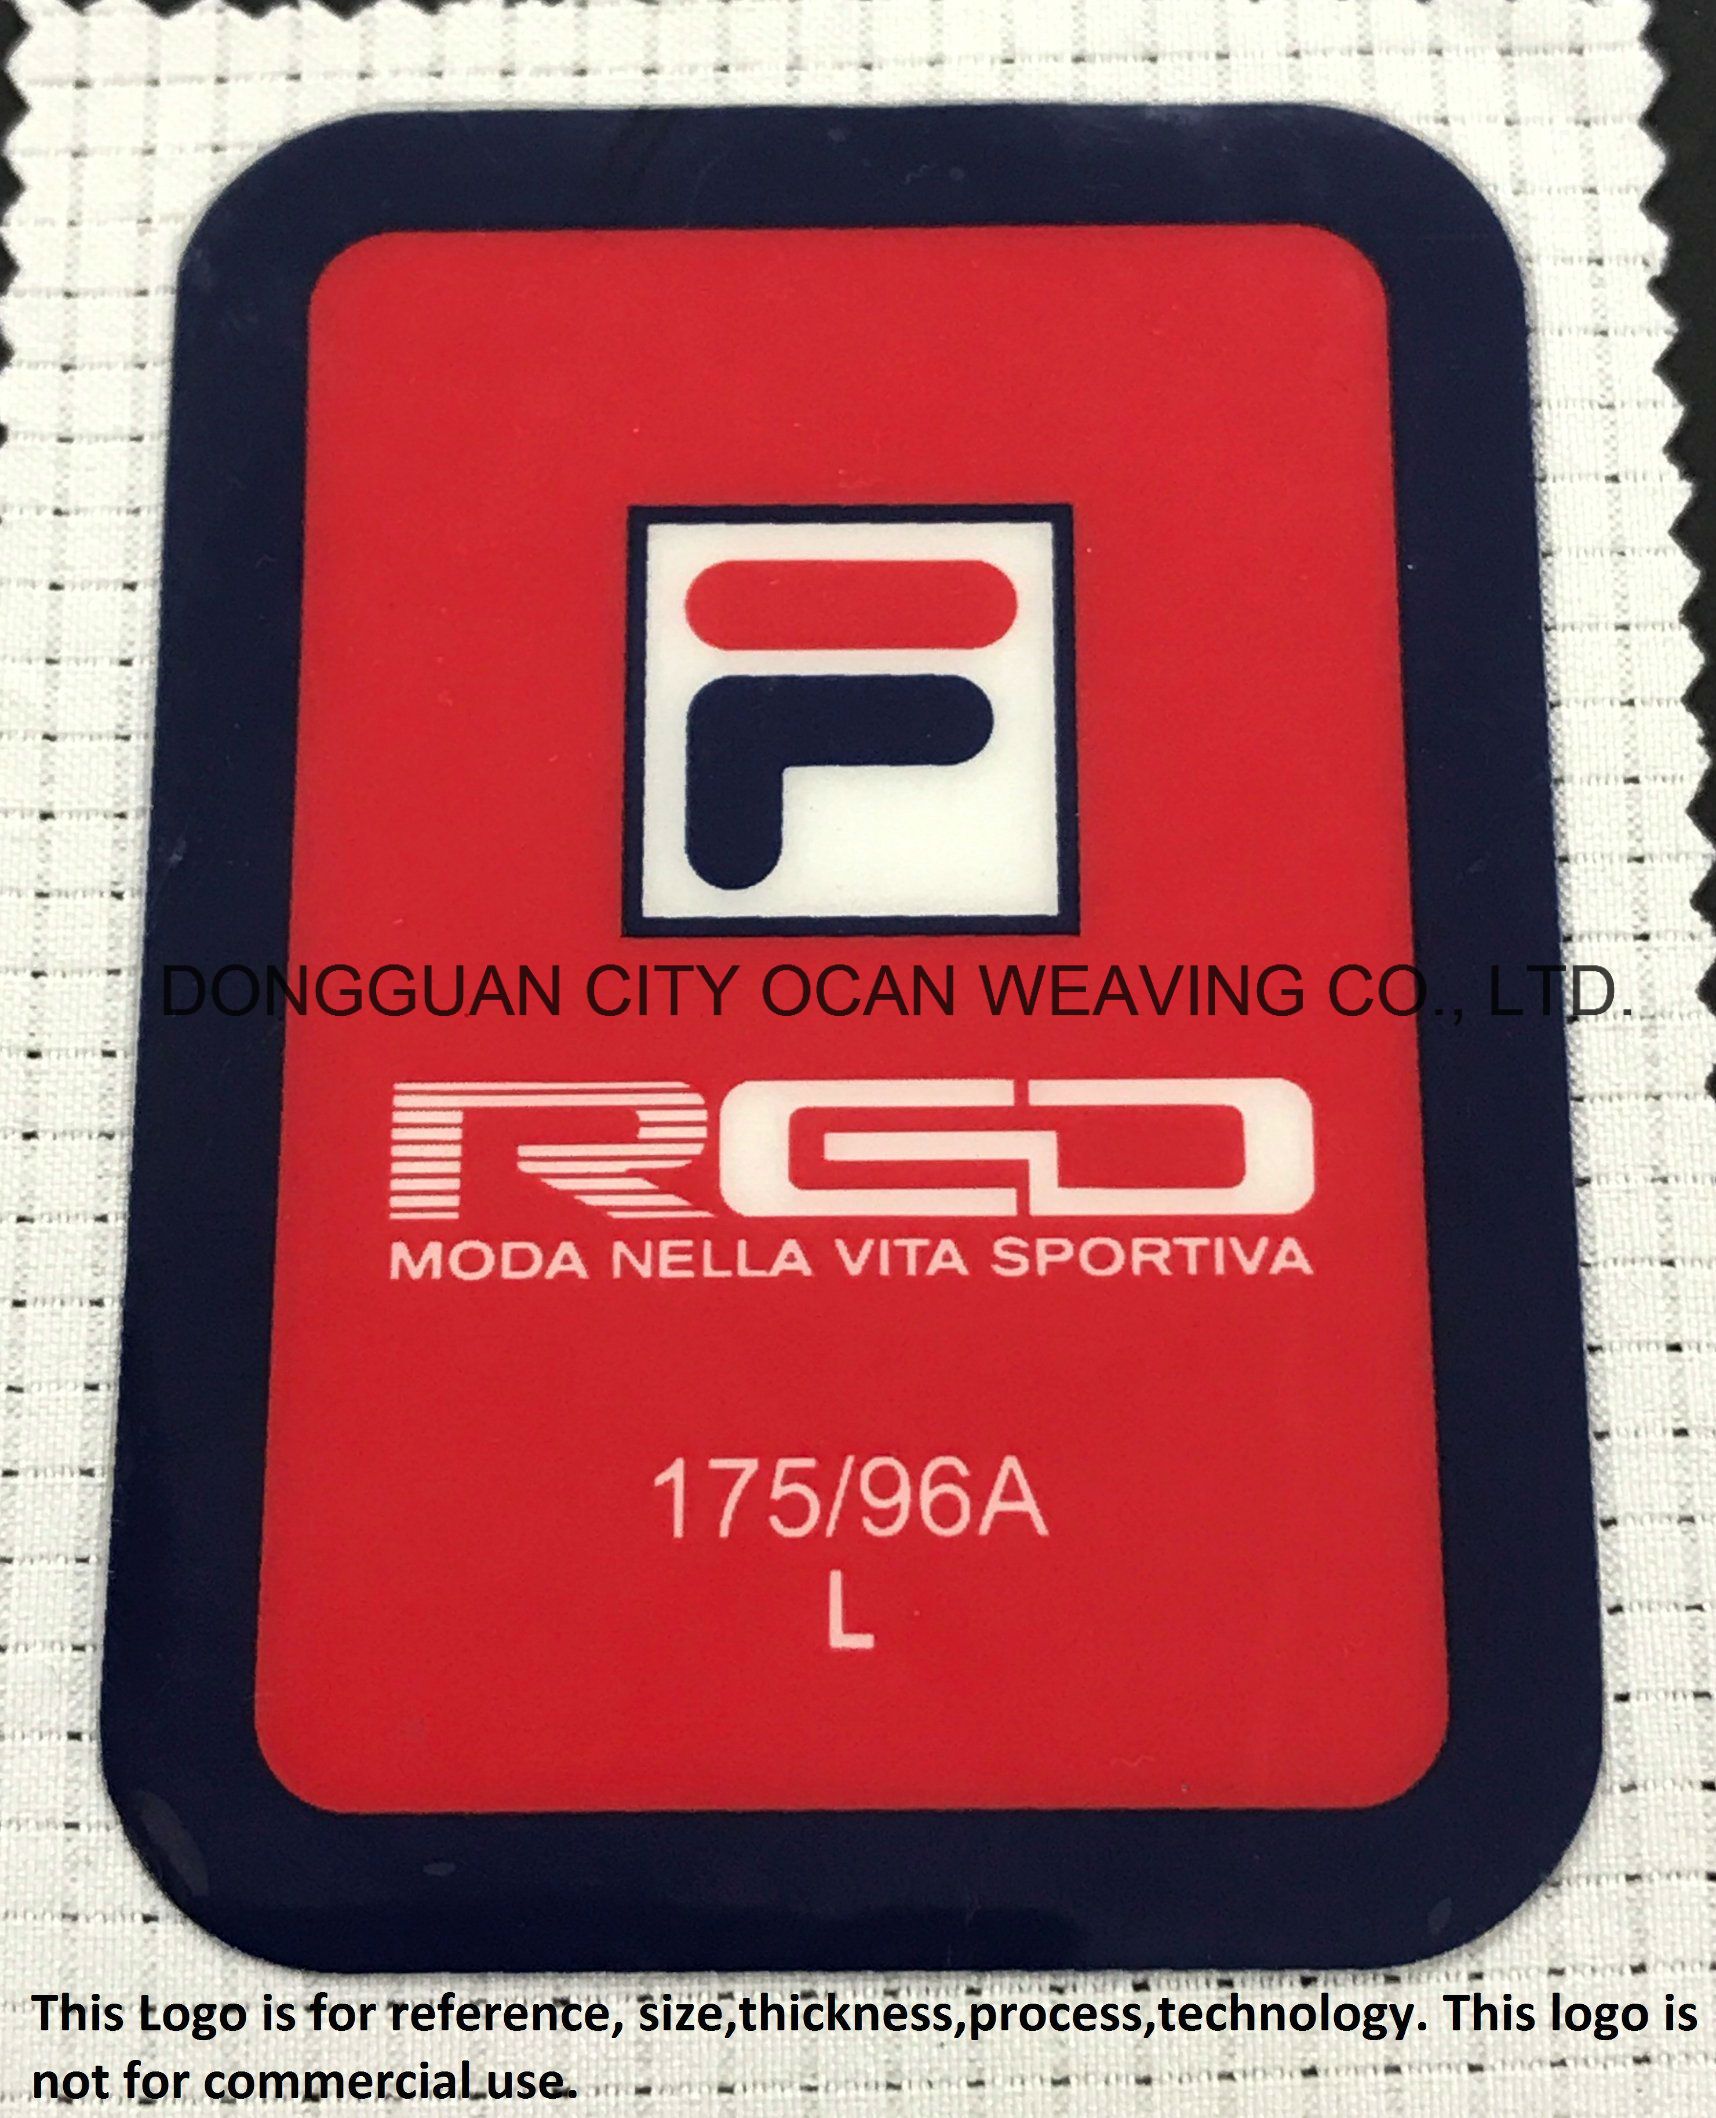 F
DONGGUAN CITY OCAN WEAVING CO., LTD.
RED
MODA NELLA VITA SPORTIVA
175/96A
L
This Logo is for reference, size,thickness,process,technology. This logo is
not for commercial use.